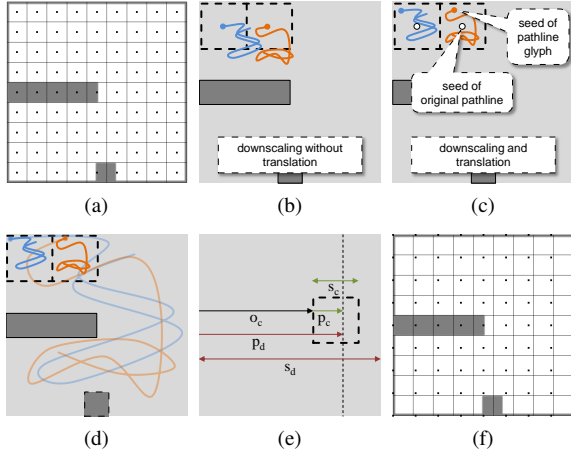 seed of
pathline
glyph
seed of
original pathline
downscaling without
translation
downscaling and
translation
(a)
(b)
(c)
s_c
o_c
p_c
p_d
s_d
(d)
(e)
(f)